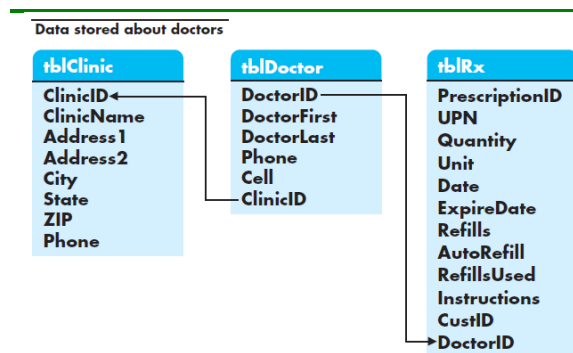 Data stored about doctors
tblClinic
ClinicID
ClinicName
Address1
Address2
City
State
ZIP
Phone
tblDoctor
DoctorID
DoctorFirst
DoctorLast
Phone
Cell
ClinicID
tblRx
PrescriptionID
UPN
Quantity
Unit
Date
ExpireDate
Refills
AutoRefill
RefillsUsed
Instructions
CustID
DoctorID